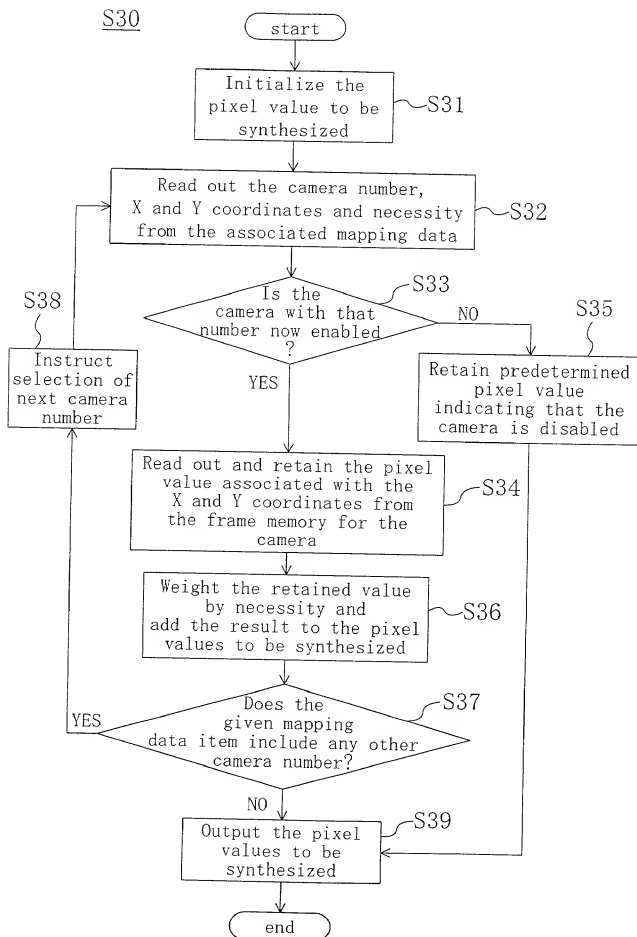 S30
start
Initialize the
pixel value to be
synthesized
S31
Read out the camera number,
X and Y coordinates and necessity
from the associated mapping data
S32
S33
Is the
camera with that
number now enabled
?
NO
YES
S38
Instruct
selection of
next camera
number
S35
Retain predetermined
pixel value
indicating that the
camera is disabled
Read out and retain the pixel
value associated with the
X and Y coordinates from
the frame memory for the
camera
S34
Weight the retained value
by necessity and
add the result to the pixel
values to be synthesized
S36
S37
Does the
given mapping
data item include any other
camera number?
YES
NO
S39
Output the pixel
values to be
synthesized
end